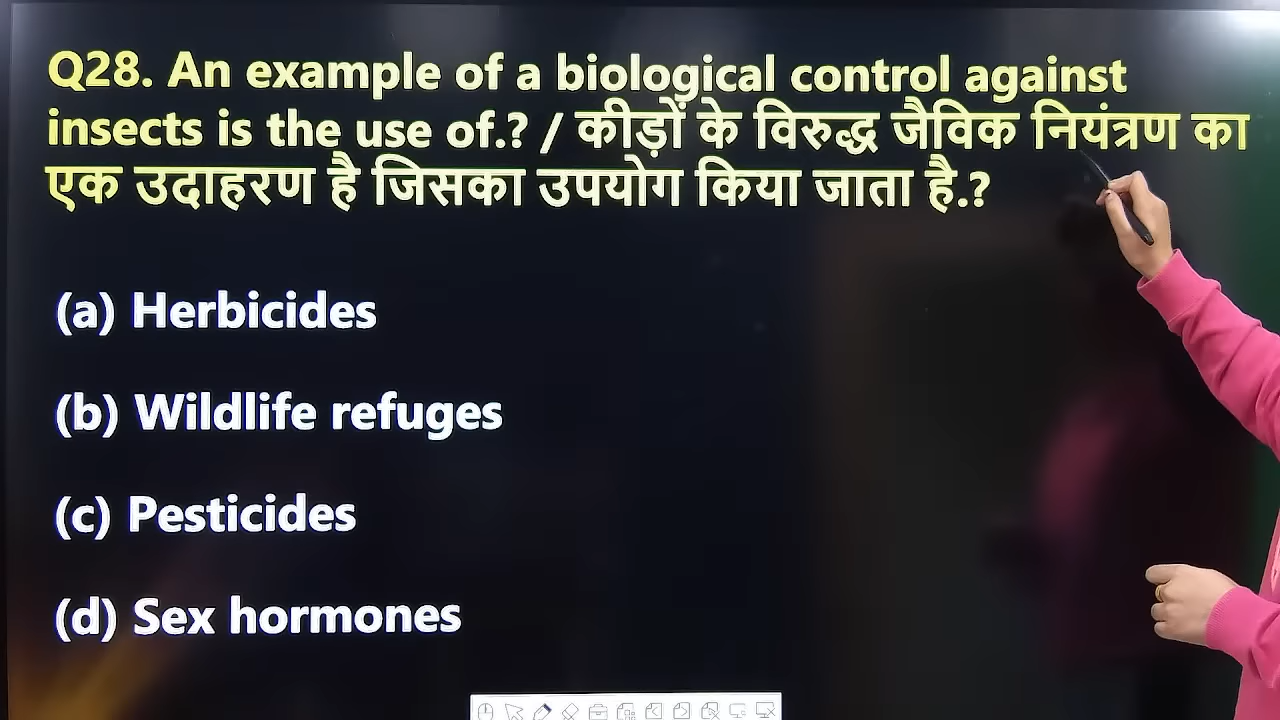 Q28. An example of a biological control against
insects is the use of.? / कीड़ों के विरुद्ध जैविक नियंत्रण का
एक उदाहरण है जिसका उपयोग किया जाता है.?
(a) Herbicides
(b) Wildlife refuges
(c) Pesticides
(d) Sex hormones